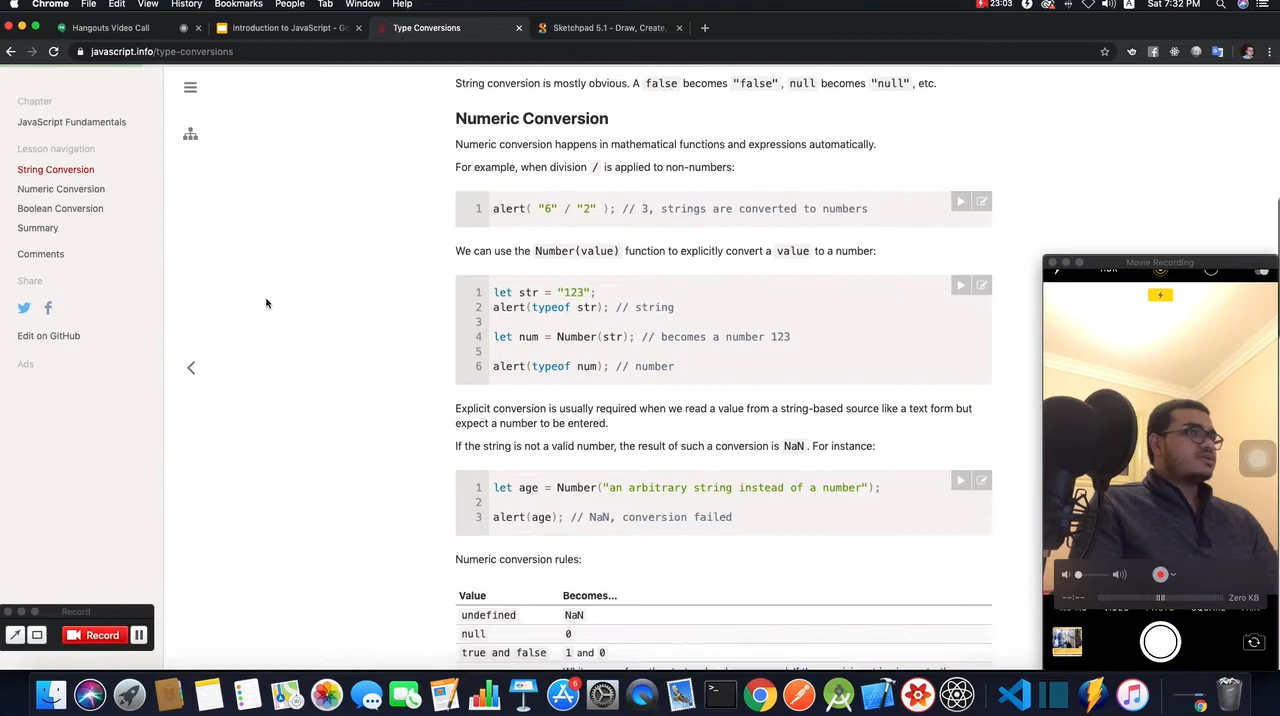 Chrome File Edit View History Bookmarks People Tab Window Help
23:03 A Sat 7:32 PM
Hangouts Video Call
Introduction to JavaScript - G
Type Conversions
Sketchpad 5.1 - Draw, Create,
javascript.info/type-conversions
Chapter
JavaScript Fundamentals
Lesson navigation
String Conversion
Numeric Conversion
Boolean Conversion
Summary
Comments
Share
Edit on GitHub
Ads
String conversion is mostly obvious. A false becomes "false", null becomes "null", etc.
Numeric Conversion
Numeric conversion happens in mathematical functions and expressions automatically.
For example, when division / is applied to non-numbers:
1 alert( "6" / "2" ); // 3, strings are converted to numbers
We can use the Number(value) function to explicitly convert a value to a number:
1 let str = "123";
2 alert(typeof str); // string
3
4 let num = Number(str); // becomes a number 123
5
6 alert(typeof num); // number
Explicit conversion is usually required when we read a value from a string-based source like a text form but
expect a number to be entered.
If the string is not a valid number, the result of such a conversion is NaN. For instance:
1 let age = Number("an arbitrary string instead of a number");
2
3 alert(age); // NaN, conversion failed
Numeric conversion rules:
Value Becomes...
undefined NaN
null 0
true and false 1 and 0
Movie Recording
--:-- Zero KB
Record
Record
5